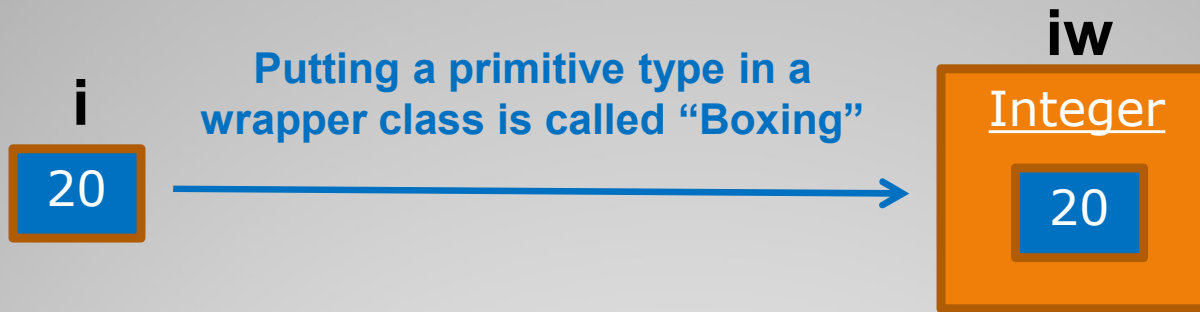 i
20
Putting a primitive type in a
wrapper class is called “Boxing”
iw
Integer
20